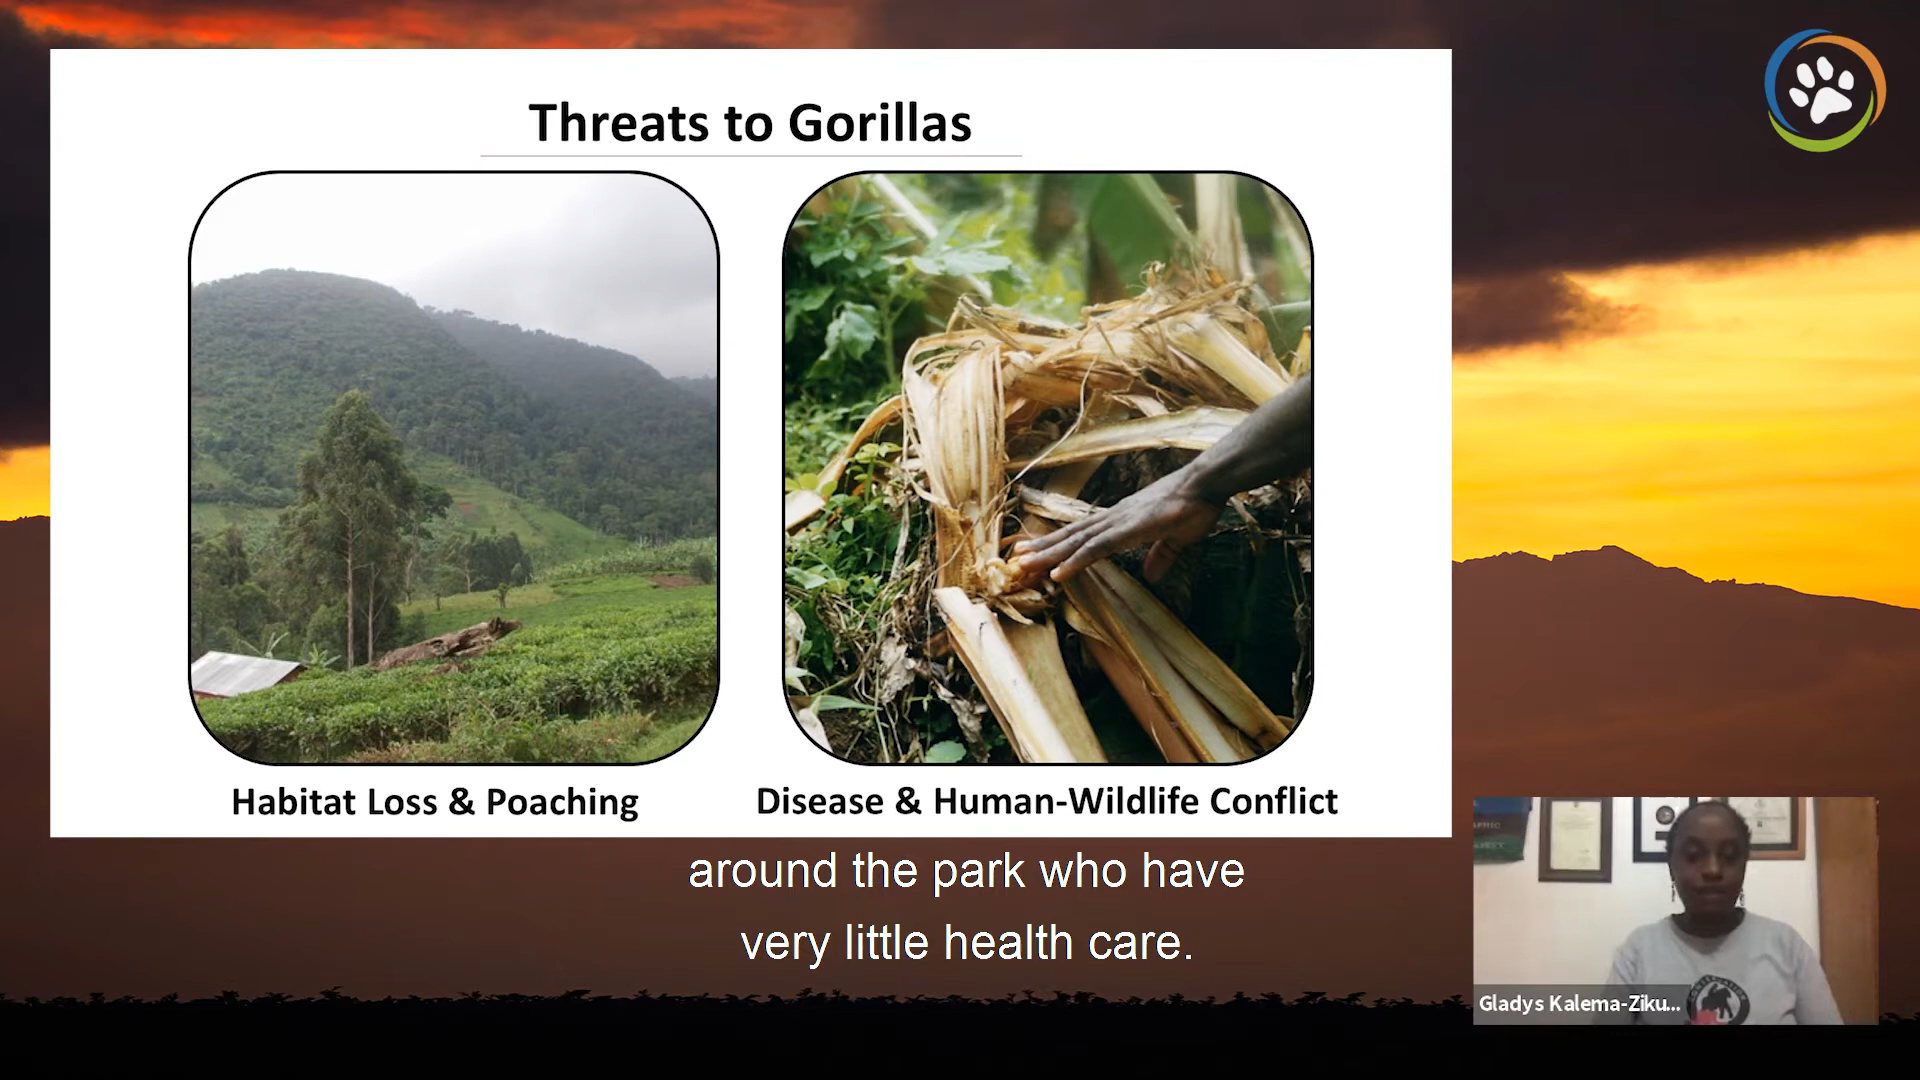 Threats to Gorillas
Habitat Loss & Poaching
Disease & Human-Wildlife Conflict
around the park who have
very little health care.
Gladys Kalema-Ziku...